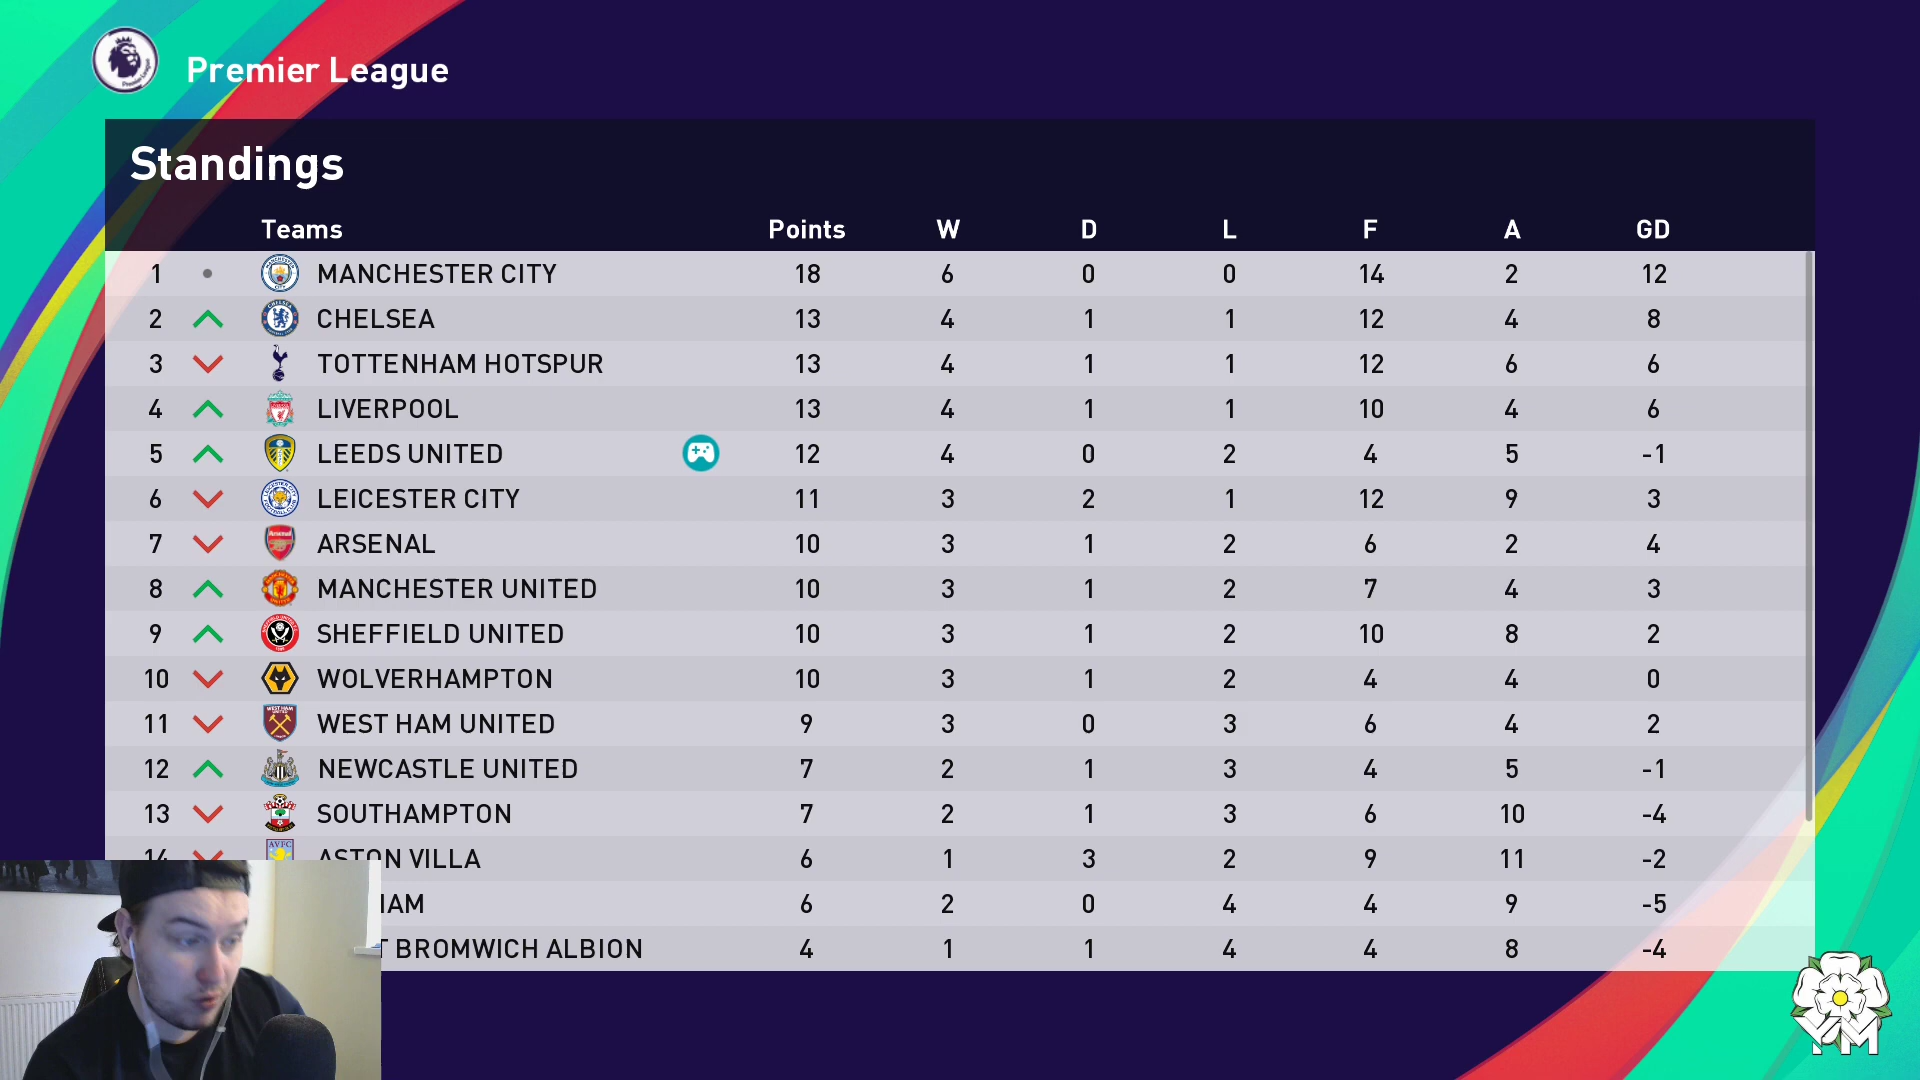 Premier League
Standings
Teams Points W D L F A GD
1 MANCHESTER CITY 18 6 0 0 14 2 12
2 CHELSEA 13 4 1 1 12 4 8
3 TOTTENHAM HOTSPUR 13 4 1 1 12 6 6
4 LIVERPOOL 13 4 1 1 10 4 6
5 LEEDS UNITED 12 4 0 2 4 5 -1
6 LEICESTER CITY 11 3 2 1 12 9 3
7 ARSENAL 10 3 1 2 6 2 4
8 MANCHESTER UNITED 10 3 1 2 7 4 3
9 SHEFFIELD UNITED 10 3 1 2 10 8 2
10 WOLVERHAMPTON 10 3 1 2 4 4 0
11 WEST HAM UNITED 9 3 0 3 6 4 2
12 NEWCASTLE UNITED 7 2 1 3 4 5 -1
13 SOUTHAMPTON 7 2 1 3 6 10 -4
14 ASTON VILLA 6 1 3 2 9 11 -2
6 2 0 4 4 9 -5
BROMWICH ALBION 4 1 1 4 4 8 -4
YM